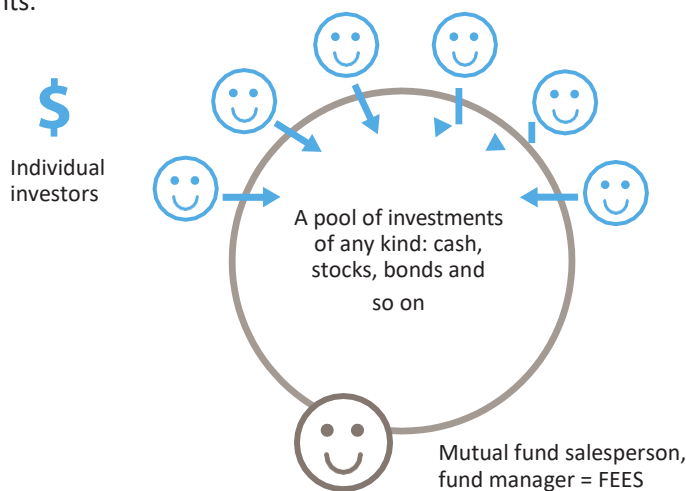 nts.
$
Individual
investors
A pool of investments
of any kind: cash,
stocks, bonds and
so on
Mutual fund salesperson,
fund manager = FEES